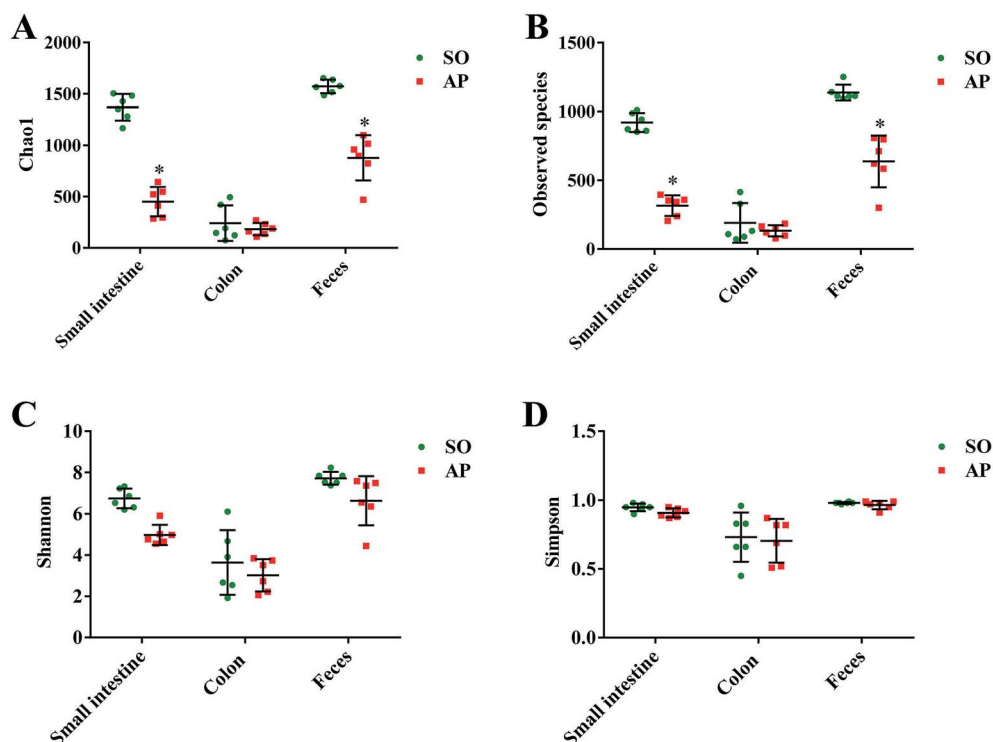 A
2000
1500
1000
500
0
Chao1
*
*
SO
AP
Small intestine
Colon
Feces
B
1500
1000
500
0
Observed species
*
*
SO
AP
Small intestine
Colon
Feces
C
10
8
6
4
2
0
Shannon
SO
AP
Small intestine
Colon
Feces
D
1.5
1.0
0.5
0.0
Simpson
SO
AP
Small intestine
Colon
Feces